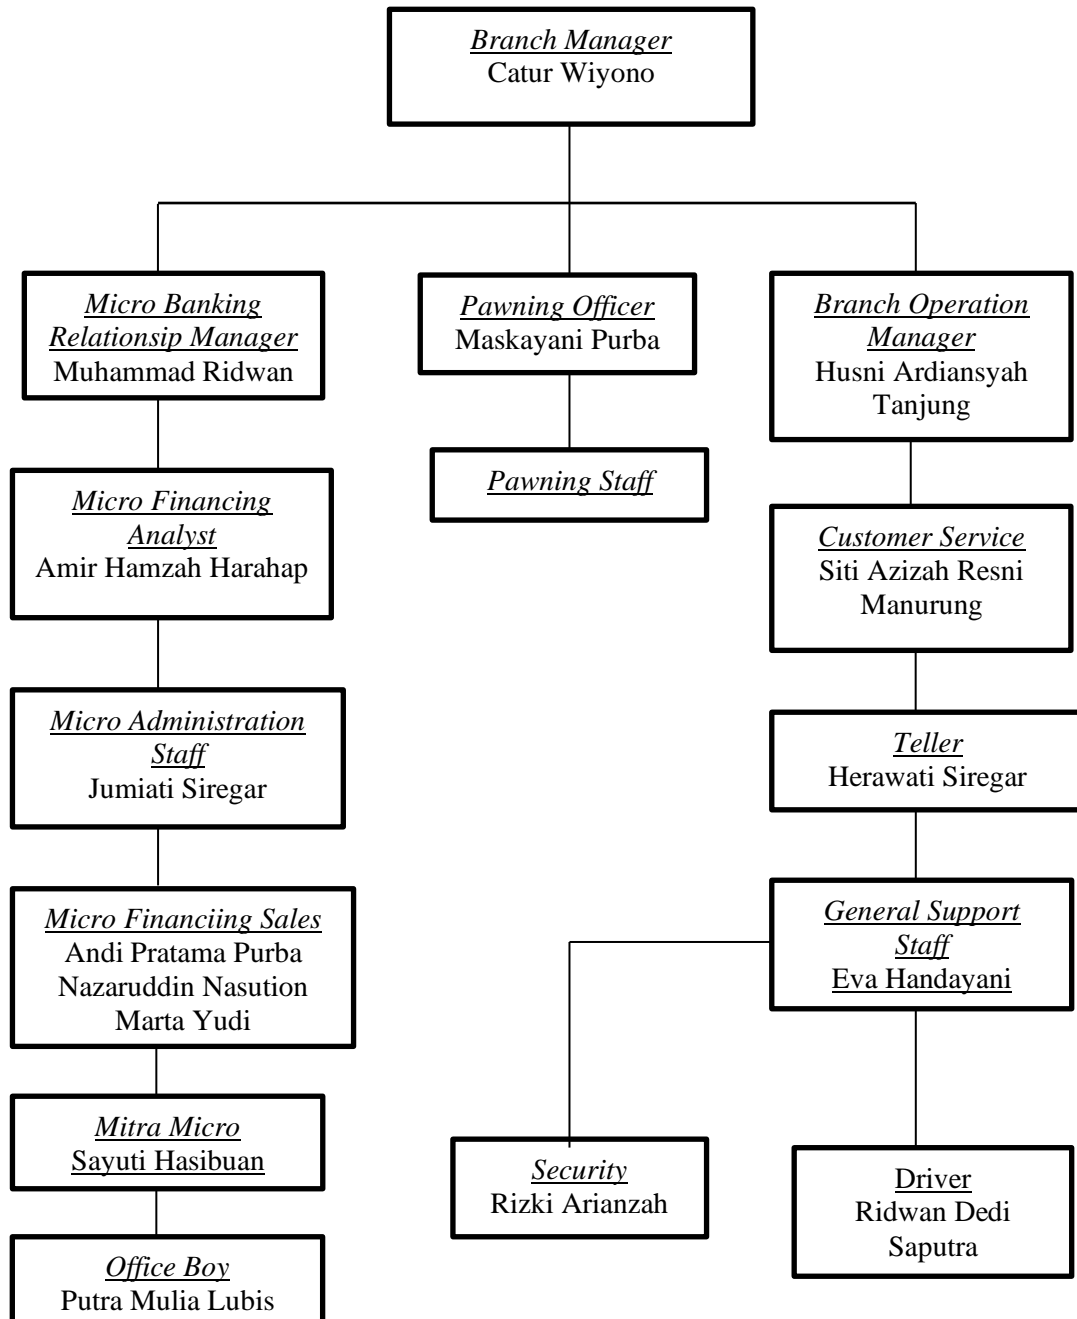 Branch Manager
Catur Wiyono
Micro Banking
Relationsip Manager
Muhammad Ridwan
Pawning Officer
Maskayani Purba
Branch Operation
Manager
Husni Ardiansyah
Tanjung
Pawning Staff
Micro Financing
Analyst
Amir Hamzah Harahap
Customer Service
Siti Azizah Resni
Manurung
Micro Administration
Staff
Jumiati Siregar
Teller
Herawati Siregar
Micro Financiing Sales
Andi Pratama Purba
Nazaruddin Nasution
Marta Yudi
General Support
Staff
Eva Handayani
Mitra Micro
Sayuti Hasibuan
Security
Rizki Arianzah
Driver
Ridwan Dedi
Saputra
Office Boy
Putra Mulia Lubis